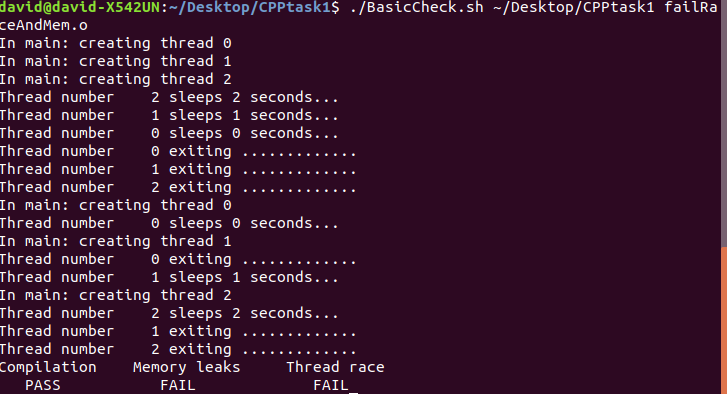 david@david-X542UN:~/Desktop/CPPtask1$ ./BasicCheck.sh ~/Desktop/CPPtask1 failRa
ceAndMem.o
In main: creating thread 0
In main: creating thread 1
In main: creating thread 2
Thread number    2 sleeps 2 seconds...
Thread number    1 sleeps 1 seconds...
Thread number    0 sleeps 0 seconds...
Thread number    0 exiting .............
Thread number    1 exiting .............
Thread number    2 exiting .............
In main: creating thread 0
Thread number    0 sleeps 0 seconds...
In main: creating thread 1
Thread number    0 exiting .............
Thread number    1 sleeps 1 seconds...
In main: creating thread 2
Thread number    2 sleeps 2 seconds...
Thread number    1 exiting .............
Thread number    2 exiting .............
Compilation    Memory leaks     Thread race
   PASS           FAIL             FAIL